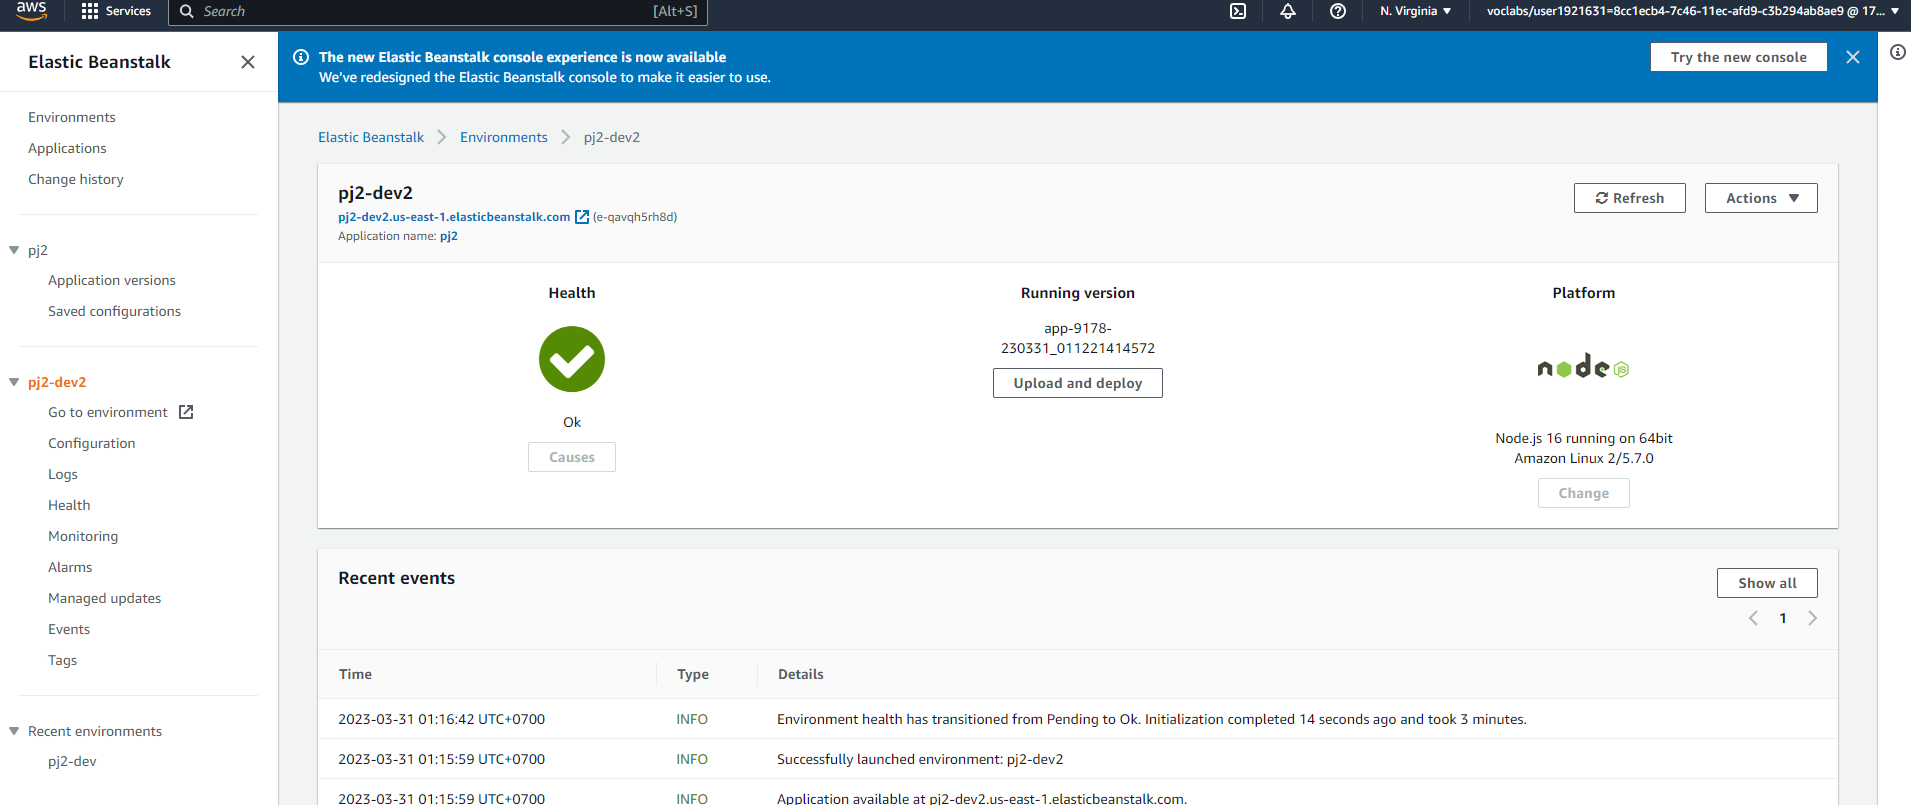 aws
Services
Search
[Alt+S]
N. Virginia
voclabs/user1921631=8cc1ecb4-7c46-11ec-afd9-c3b294ab8ae9 @ 17...
Elastic Beanstalk
Environments
Applications
Change history
pj2
Application versions
Saved configurations
pj2-dev2
Go to environment
Configuration
Logs
Health
Monitoring
Alarms
Managed updates
Events
Tags
Recent environments
pj2-dev
The new Elastic Beanstalk console experience is now available
We've redesigned the Elastic Beanstalk console to make it easier to use.
Try the new console
Elastic Beanstalk
Environments
pj2-dev2
pj2-dev2
pj2-dev2.us-east-1.elasticbeanstalk.com (e-qavqh5rh8d)
Application name: pj2
Refresh
Actions
Health
Ok
Causes
Running version
app-9178-
230331_011221414572
Upload and deploy
Platform
node JS
Node.js 16 running on 64bit
Amazon Linux 2/5.7.0
Change
Recent events
Show all
1
Time Type Details
2023-03-31 01:16:42 UTC+0700 INFO Environment health has transitioned from Pending to Ok. Initialization completed 14 seconds ago and took 3 minutes.
2023-03-31 01:15:59 UTC+0700 INFO Successfully launched environment: pj2-dev2
2023-03-31 01:15:59 UTC+0700 INFO Application available at pj2-dev2.us-east-1.elasticbeanstalk.com.